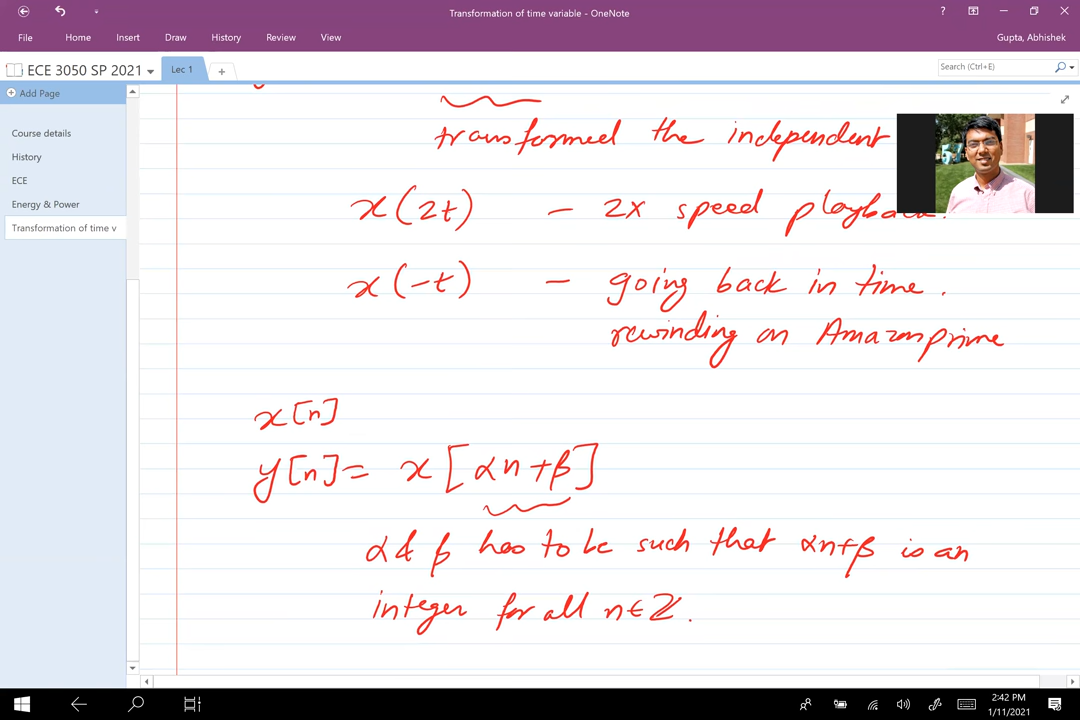 Transformation of time variable - OneNote
File Home Insert Draw History Review View
Gupta, Abhishek
ECE 3050 SP 2021
Lec 1
Search (Ctrl+E)
Add Page
Course details
History
ECE
Energy & Power
Transformation of time v
transformed the independent
x(2t) - 2x speed playback.
x(-t) - going back in time.
rewinding on Amazon prime
x[n]
y[n] = x[αn+β]
α & β has to be such that αn+β is an
integer for all n∈ℤ.
2:42 PM
1/11/2021